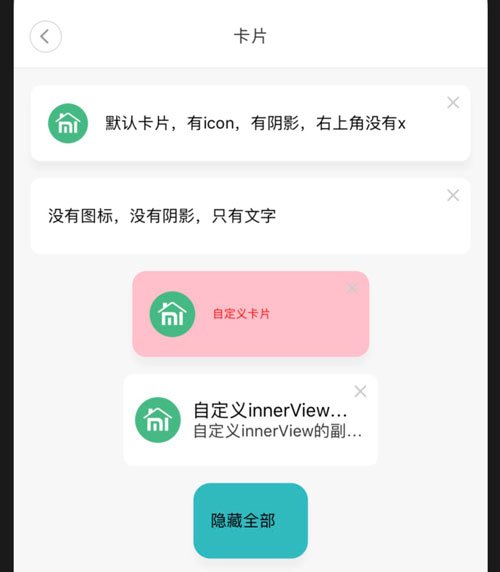 卡片
默认卡片，有icon，有阴影，右上角没有x
没有图标，没有阴影，只有文字
自定义卡片
自定义innerView...
自定义innerView的副...
隐藏全部